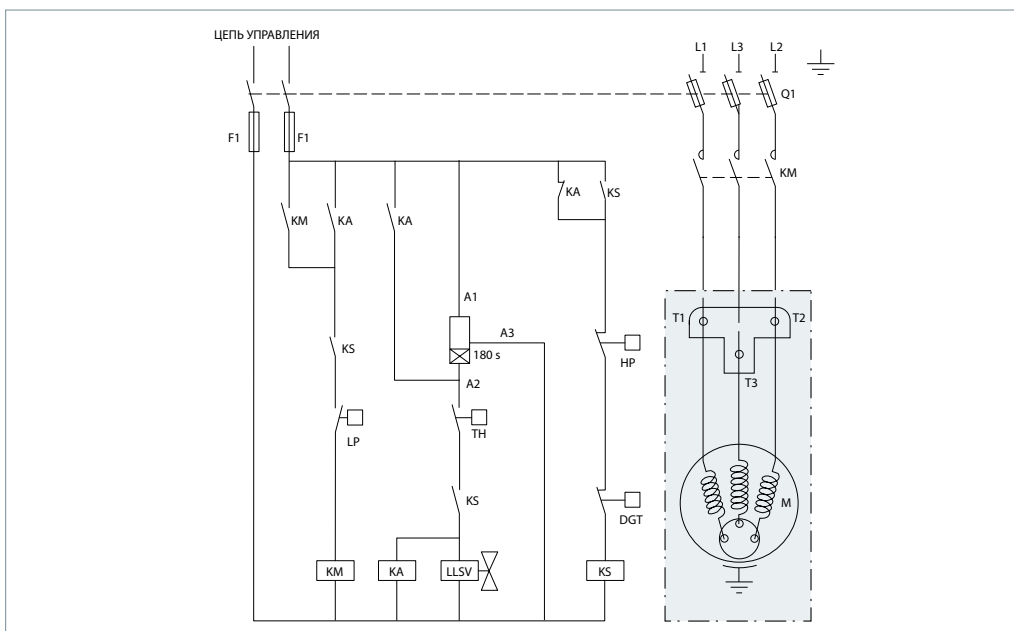 ЦЕПЬ УПРАВЛЕНИЯ
L1 L3 L2
Q1
F1 F1
KM
KA KS
KM KA KA
A1
T1 T2
A3
180 s
KS
HP
A2
T3
LP TH
KS
M
DGT
KM KA LLSV KS